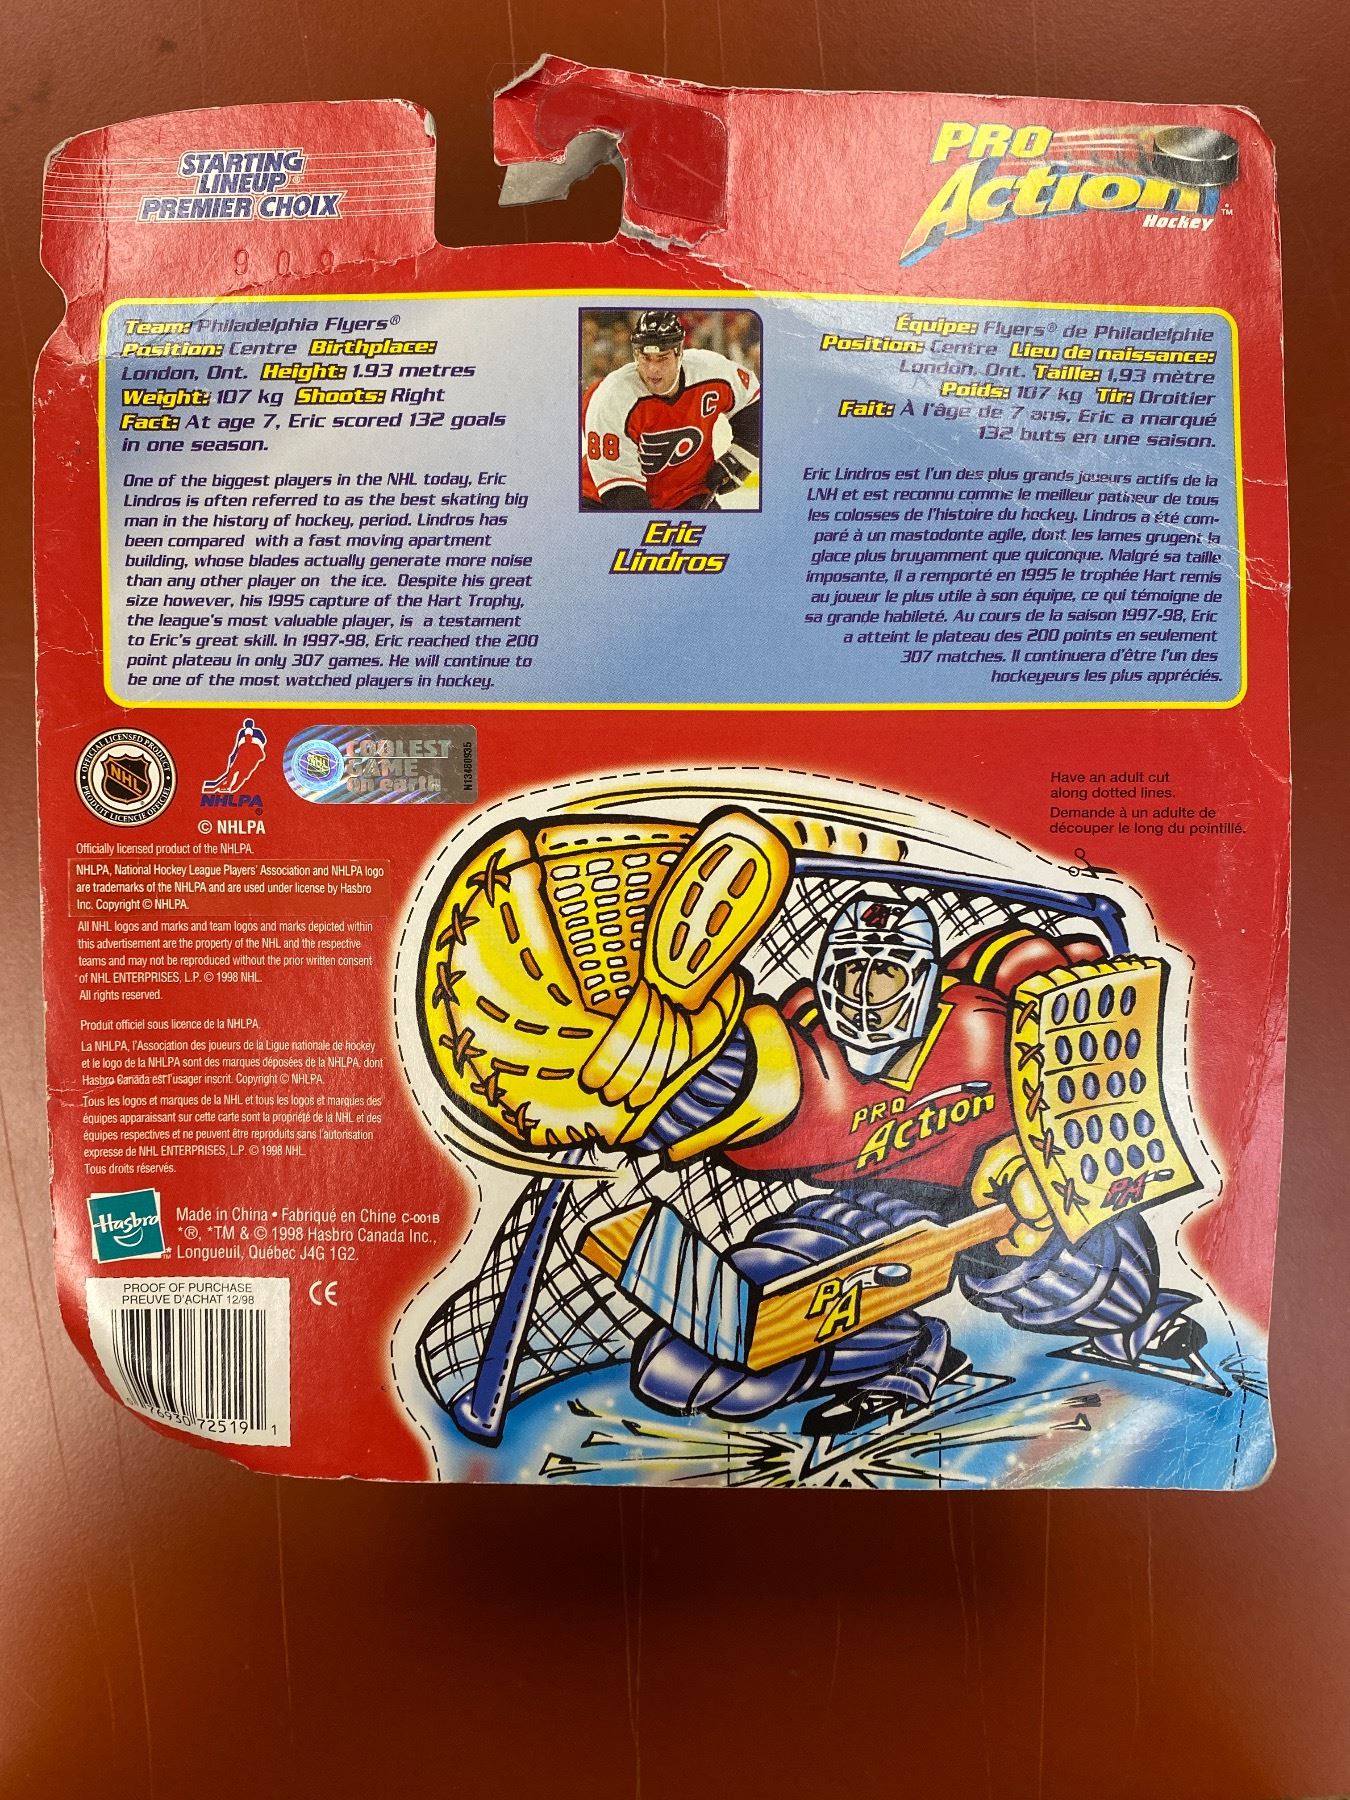 STARTING
LINEUP®
PREMIER CHOIX
9 0 9
PRO
Action™
Hockey
Team: Philadelphia Flyers®
Position: Centre Birthplace:
London, Ont. Height: 1.93 metres
Weight: 107 kg Shoots: Right
Fact: At age 7, Eric scored 132 goals
in one season.
One of the biggest players in the NHL today, Eric
Lindros is often referred to as the best skating big
man in the history of hockey, period. Lindros has
been compared with a fast moving apartment
building, whose blades actually generate more noise
than any other player on the ice. Despite his great
size however, his 1995 capture of the Hart Trophy,
the league's most valuable player, is a testament
to Eric's great skill. In 1997-98, Eric reached the 200
point plateau in only 307 games. He will continue to
be one of the most watched players in hockey.
88
C
88
Eric
Lindros
Équipe: Flyers® de Philadelphie
Position: Centre Lieu de naissance:
London, Ont. Taille: 1,93 mètre
Poids: 107 kg Tir: Droitier
Fait: À l'âge de 7 ans, Eric a marqué
132 buts en une saison.
Eric Lindros est l'un des plus grands joueurs actifs de la
LNH et est reconnu comme le meilleur patineur de tous
les colosses de l'histoire du hockey. Lindros a été com-
paré à un mastodonte agile, dont les lames grugent la
glace plus bruyamment que quiconque. Malgré sa taille
imposante, il a remporté en 1995 le trophée Hart remis
au joueur le plus utile à son équipe, ce qui témoigne de
sa grande habileté. Au cours de la saison 1997-98, Eric
a atteint le plateau des 200 points en seulement
307 matches. Il continuera d'être l'un des
hockeyeurs les plus appréciés.
OFFICIAL LICENSED PRODUCT
NHL
PRODUIT LICENCIÉ OFFICIEL
NHLPA®
© NHLPA
NHL
COOLEST
GAME
on earth
N13480935
Officially licensed product of the NHLPA.
NHLPA, National Hockey League Players' Association and NHLPA logo
are trademarks of the NHLPA and are used under license by Hasbro
Inc. Copyright © NHLPA.
All NHL logos and marks and team logos and marks depicted within
this advertisement are the property of the NHL and the respective
teams and may not be reproduced without the prior written consent
of NHL ENTERPRISES, L.P. © 1998 NHL.
All rights reserved.
Produit officiel sous licence de la NHLPA.
La NHLPA, l'Association des joueurs de la Ligue nationale de hockey
et le logo de la NHLPA sont des marques déposées de la NHLPA, dont
Hasbro Canada est l'usager inscrit. Copyright © NHLPA.
Tous les logos et marques de la NHL et tous les logos et marques des
équipes apparaissant sur cette carte sont la propriété de la NHL et des
équipes respectives et ne peuvent être reproduits sans l'autorisation
expresse de NHL ENTERPRISES, L.P. © 1998 NHL.
Tous droits réservés.
Hasbro
Made in China • Fabriqué en Chine C-001B
*®, *TM & © 1998 Hasbro Canada Inc.,
Longueuil, Québec J4G 1G2.
PROOF OF PURCHASE
PREUVE D'ACHAT 12/98
76930 72519 1
CE
Have an adult cut
along dotted lines.
Demande à un adulte de
découper le long du pointillé.
PA
PRO
Action
PA
PA